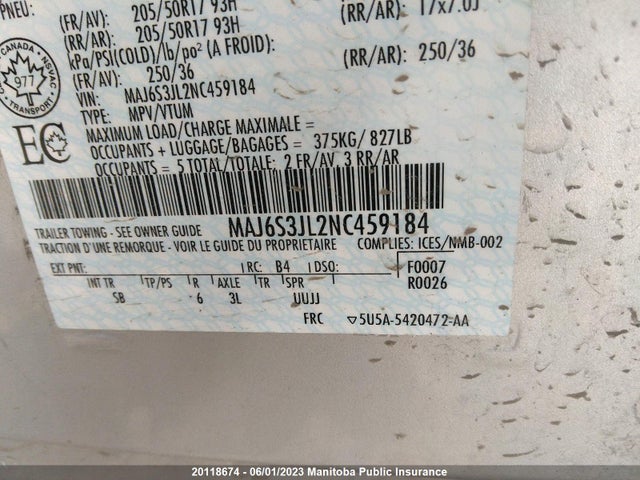 PNEU:
(FR/AV) 205/50R17 93H
(RR/AR) 205/50R17 93H 17x7.0J
kPa/PSI(COLD)/lb/po² (A FROID):
(FR/AV) 250/36 (RR/AR) 250/36
VIN: MAJ6S3JL2NC459184
TYPE: MPV/VTUM
MAXIMUM LOAD/CHARGE MAXIMALE =
OCCUPANTS + LUGGAGE/BAGAGES = 375KG/ 827LB
OCCUPANTS = 5 TOTAL/TOTALE: 2 FR/AV, 3 RR/AR
CANADA NSVAC
977
TRANSPORT
EC
TRAILER TOWING - SEE OWNER GUIDE MAJ6S3JL2NC459184
TRACTION D'UNE REMORQUE - VOIR LE GUIDE DU PROPRIETAIRE COMPLIES: ICES/NMB-002
EXT PNT: RC: B4 DSO: F0007
INT TR TP/PS R AXLE TR SPR R0026
SB 6 3L UUJJ
FRC ▽5U5A-5420472-AA
20118674 - 06/01/2023 Manitoba Public Insurance